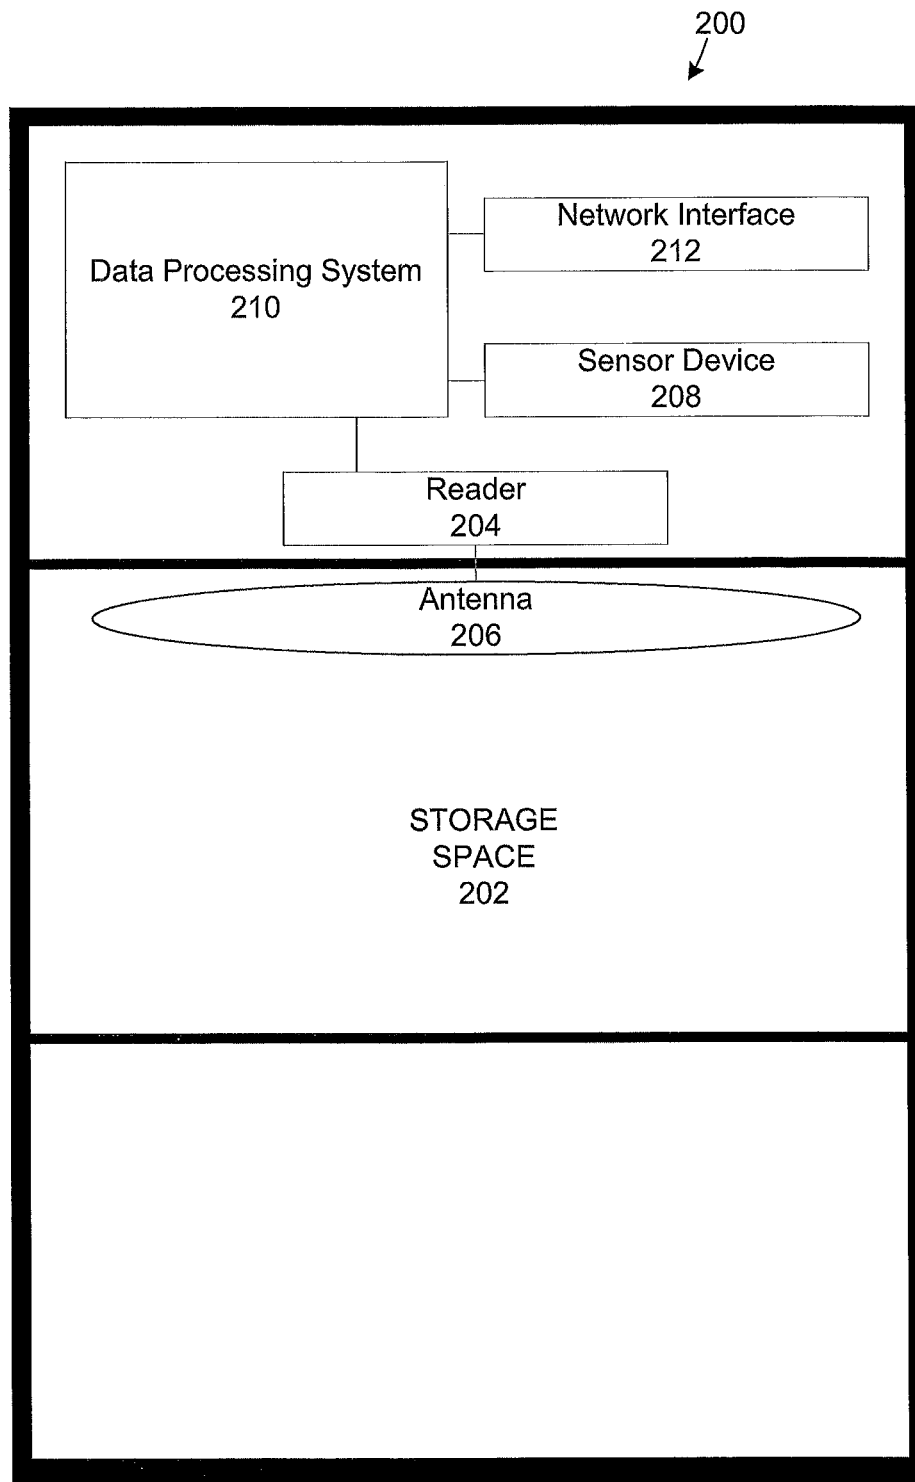 200
Network Interface
212
Data Processing System
210
Sensor Device
208
Reader
204
Antenna
206
STORAGE
SPACE
202